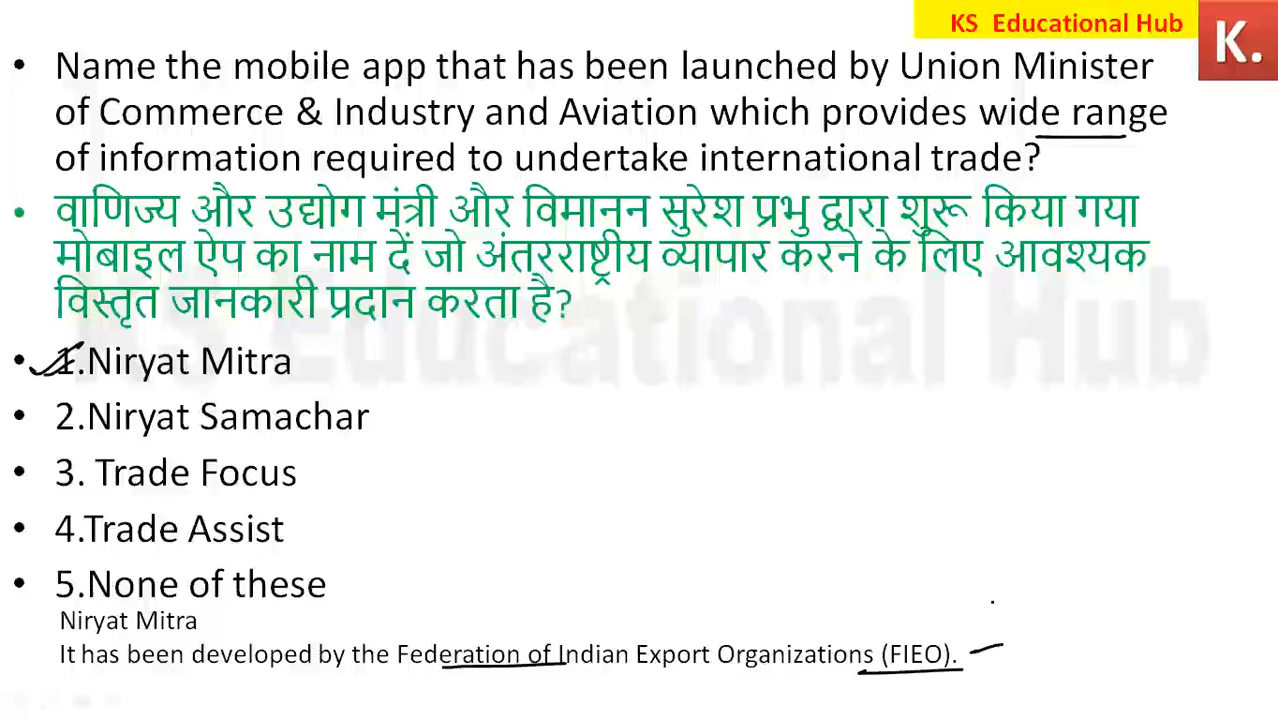 KS Educational Hub
K.
• Name the mobile app that has been launched by Union Minister
of Commerce & Industry and Aviation which provides wide range
of information required to undertake international trade?
• वाणिज्य और उद्योग मंत्री और विमानन सुरेश प्रभु द्वारा शुरू किया गया
मोबाइल ऐप का नाम दें जो अंतरराष्ट्रीय व्यापार करने के लिए आवश्यक
विस्तृत जानकारी प्रदान करता है?
KS Educational Hub
• 1.Niryat Mitra
• 2.Niryat Samachar
• 3. Trade Focus
• 4.Trade Assist
• 5.None of these
Niryat Mitra
It has been developed by the Federation of Indian Export Organizations (FIEO).